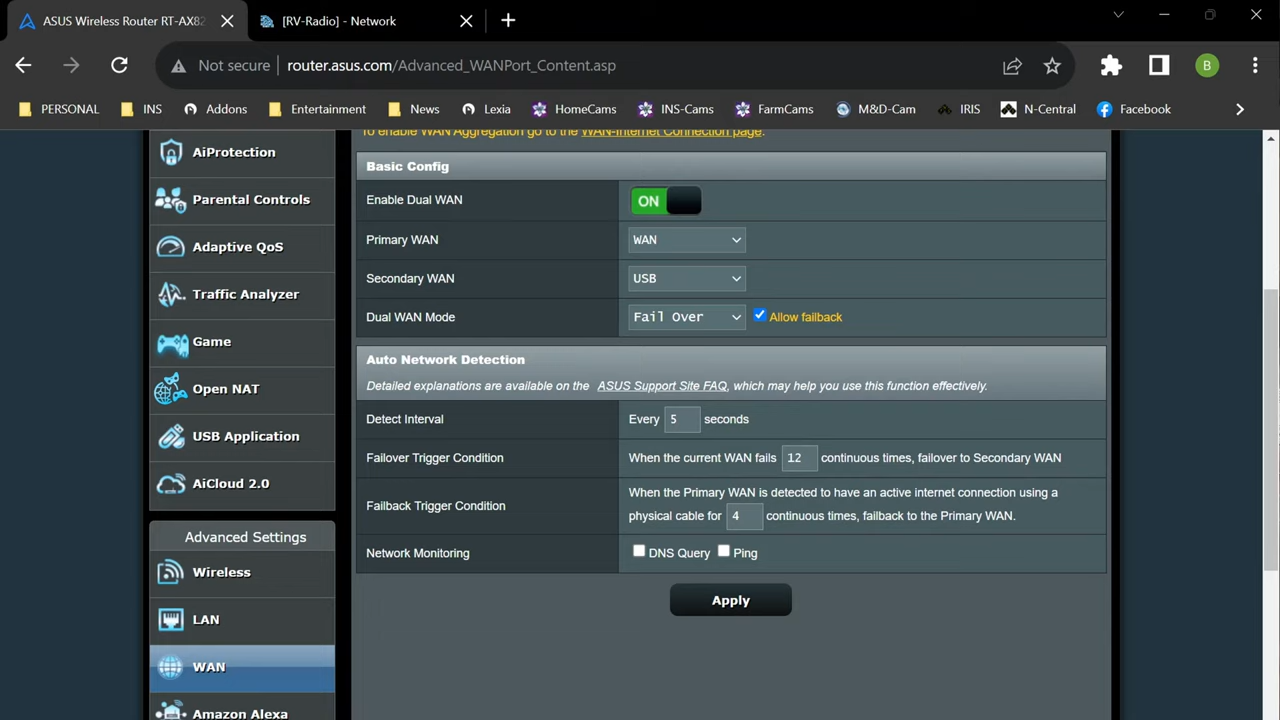 ASUS Wireless Router RT-AX82
[RV-Radio] - Network
Not secure
router.asus.com/Advanced_WANPort_Content.asp
B
PERSONAL
INS
Addons
Entertainment
News
Lexia
HomeCams
INS-Cams
FarmCams
M&D-Cam
IRIS
N-Central
Facebook
To enable WAN Aggregation go to the WAN-Internet Connection page.
AiProtection
Parental Controls
Adaptive QoS
Traffic Analyzer
Game
Open NAT
USB Application
AiCloud 2.0
Advanced Settings
Wireless
LAN
WAN
Amazon Alexa
Basic Config
Enable Dual WAN ON
Primary WAN WAN
Secondary WAN USB
Dual WAN Mode Fail Over Allow failback
Auto Network Detection
Detailed explanations are available on the ASUS Support Site FAQ, which may help you use this function effectively.
Detect Interval Every 5 seconds
Failover Trigger Condition When the current WAN fails 12 continuous times, failover to Secondary WAN
Failback Trigger Condition When the Primary WAN is detected to have an active internet connection using a
physical cable for 4 continuous times, failback to the Primary WAN.
Network Monitoring DNS Query Ping
Apply